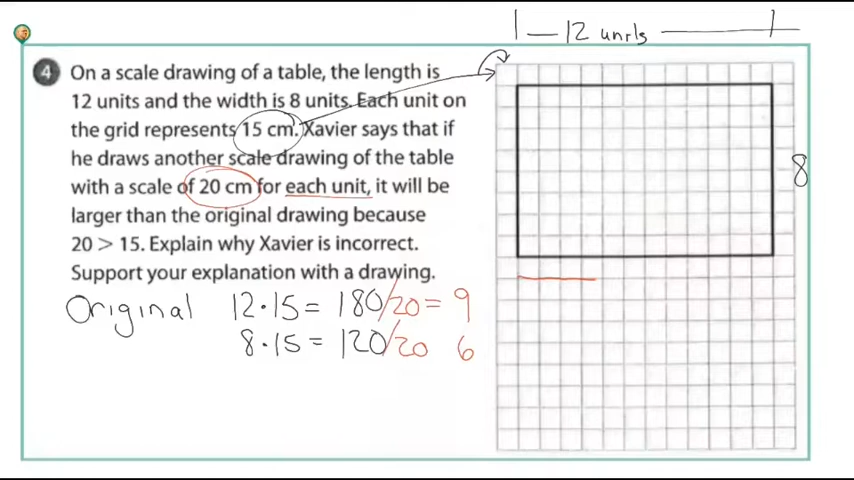 12 units
4 On a scale drawing of a table, the length is
12 units and the width is 8 units. Each unit on
the grid represents 15 cm. Xavier says that if
he draws another scale drawing of the table
with a scale of 20 cm for each unit, it will be
larger than the original drawing because
20 > 15. Explain why Xavier is incorrect.
Support your explanation with a drawing.
8
Original 12·15 = 180/20 = 9
8·15 = 120/20 6